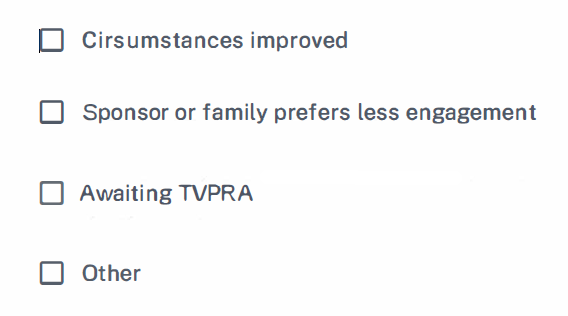 Cirsumstances improved
Sponsor or family prefers less engagement
Awaiting TVPRA
Other